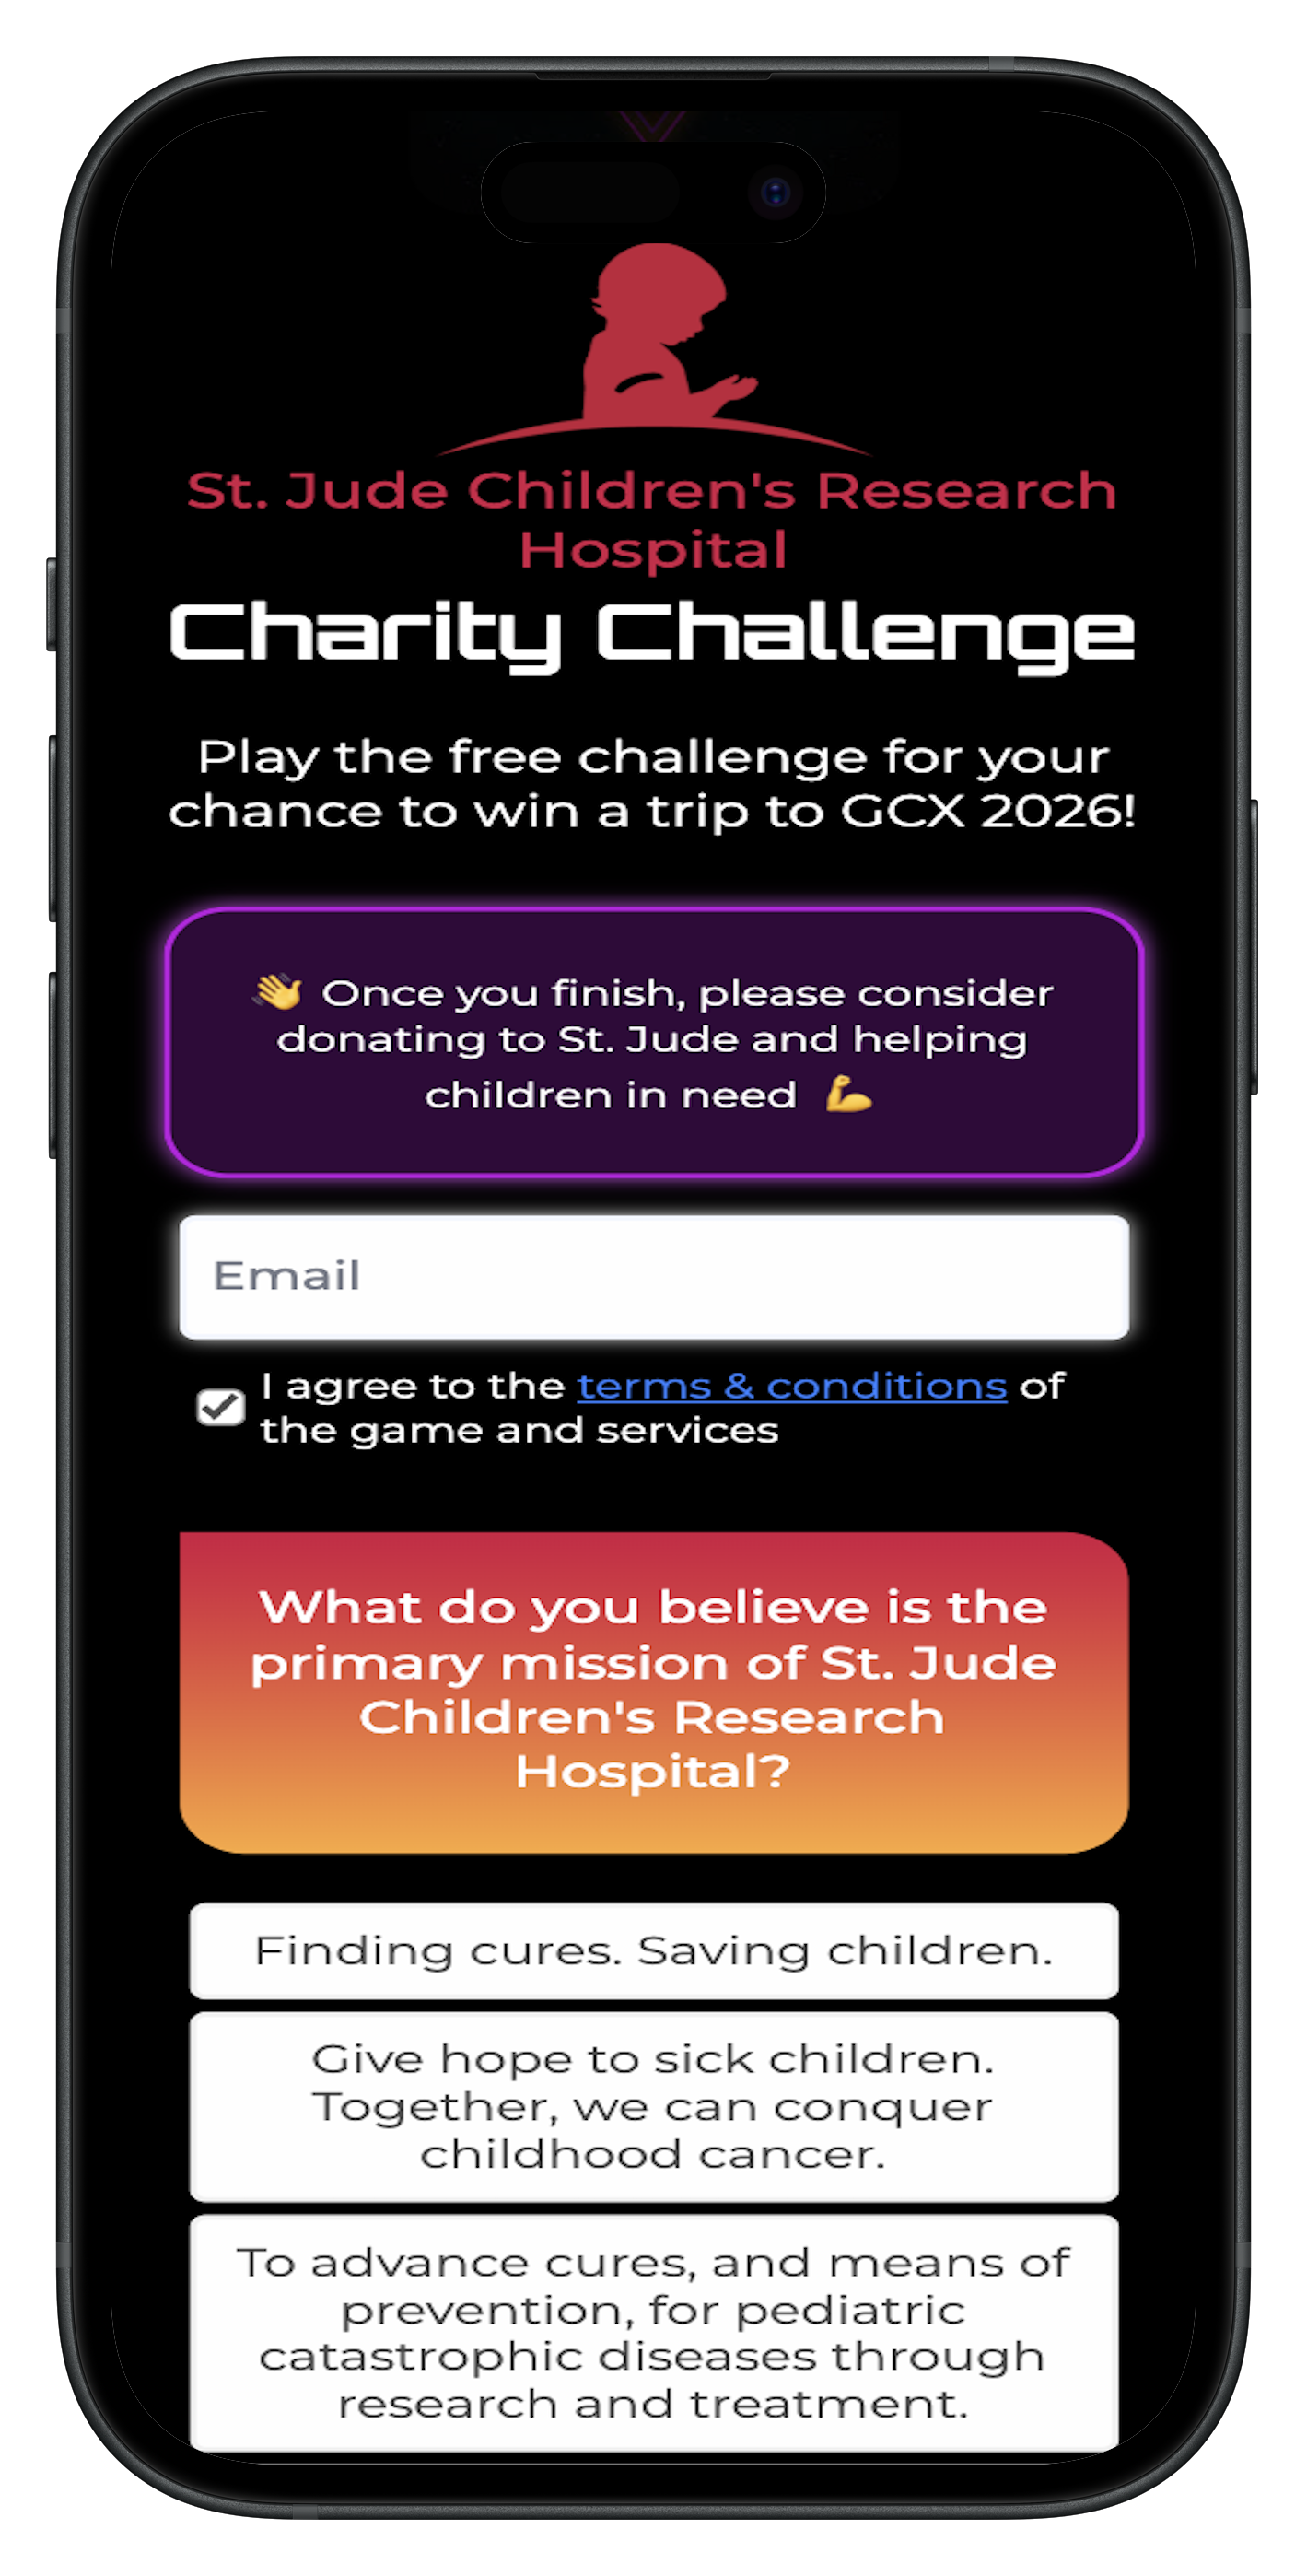 St. Jude Children's Research
Hospital
Charity Challenge
Play the free challenge for your
chance to win a trip to GCX 2026!
👋 Once you finish, please consider
donating to St. Jude and helping
children in need 💪
Email
I agree to the terms & conditions of
the game and services
What do you believe is the
primary mission of St. Jude
Children's Research
Hospital?
Finding cures. Saving children.
Give hope to sick children.
Together, we can conquer
childhood cancer.
To advance cures, and means of
prevention, for pediatric
catastrophic diseases through
research and treatment.